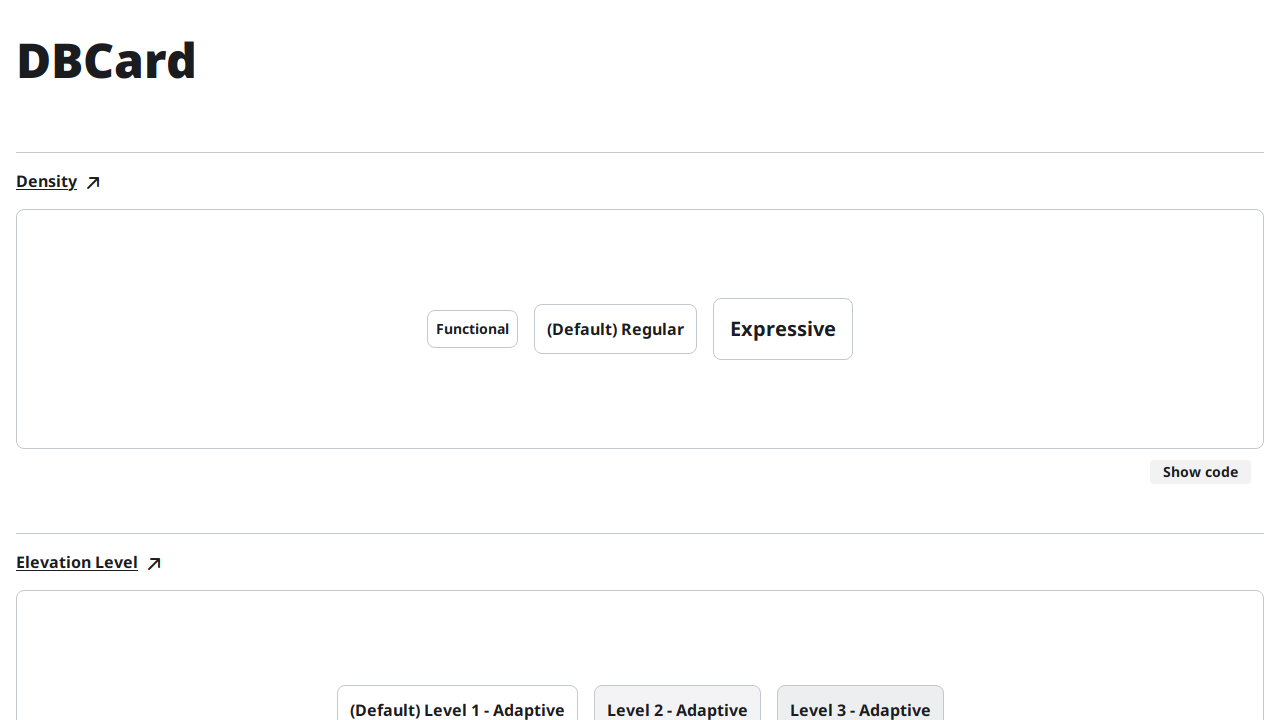 DBCard
Density
Functional
(Default) Regular
Expressive
Show code
Elevation Level
(Default) Level 1 - Adaptive
Level 2 - Adaptive
Level 3 - Adaptive